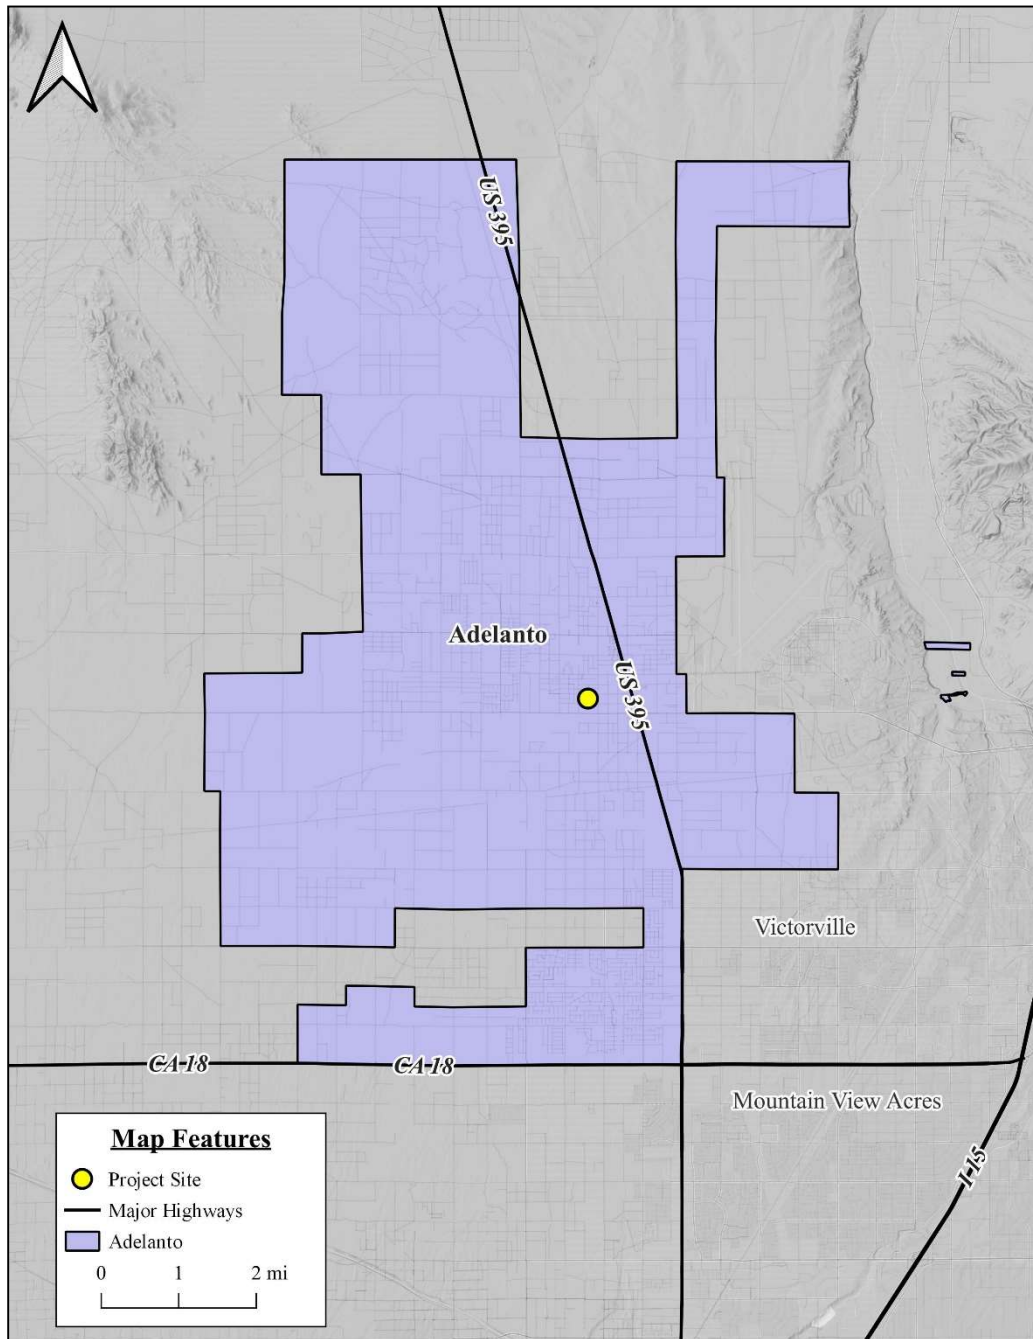 US-395
Adelanto
US-395
Victorville
CA 18
CA 18
Mountain View Acres
I-15
Map Features
Project Site
Major Highways
Adelanto
0 1 2 mi